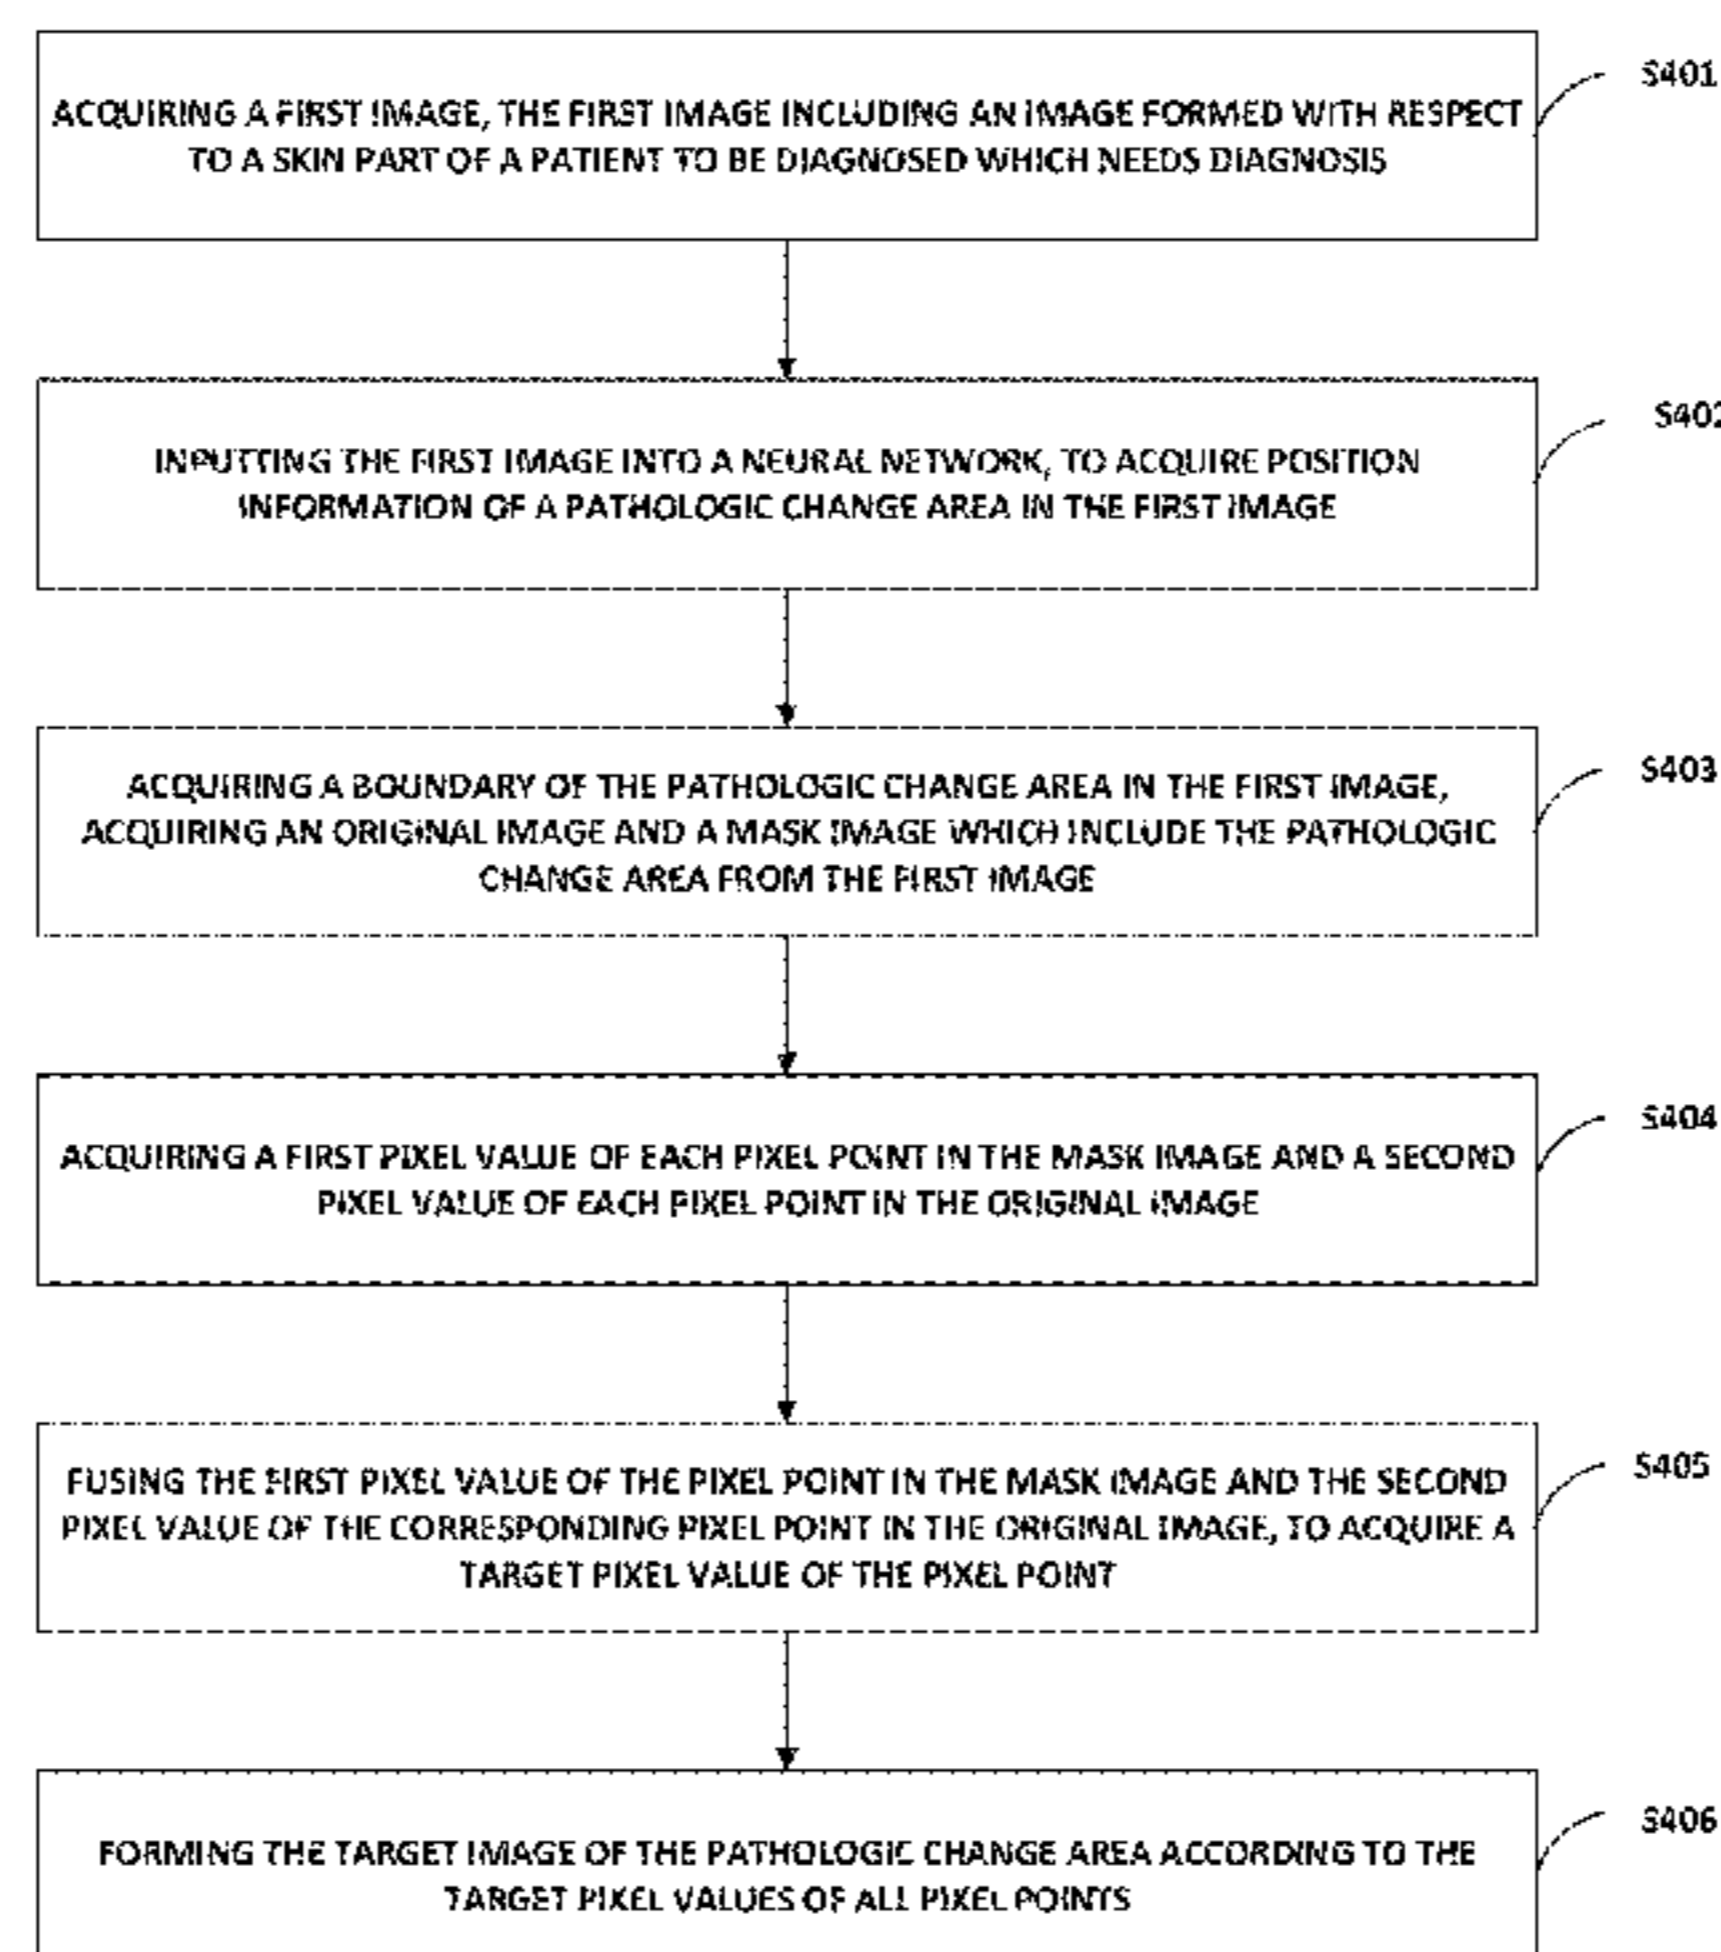 ACQUIRING A FIRST IMAGE, THE FIRST IMAGE INCLUDING AN IMAGE FORMED WITH RESPECT
TO A SKIN PART OF A PATIENT TO BE DIAGNOSED WHICH NEEDS DIAGNOSIS
S401
INPUTTING THE FIRST IMAGE INTO A NEURAL NETWORK, TO ACQUIRE POSITION
INFORMATION OF A PATHOLOGIC CHANGE AREA IN THE FIRST IMAGE
S402
ACQUIRING A BOUNDARY OF THE PATHOLOGIC CHANGE AREA IN THE FIRST IMAGE,
ACQUIRING AN ORIGINAL IMAGE AND A MASK IMAGE WHICH INCLUDE THE PATHOLOGIC
CHANGE AREA FROM THE FIRST IMAGE
S403
ACQUIRING A FIRST PIXEL VALUE OF EACH PIXEL POINT IN THE MASK IMAGE AND A SECOND
PIXEL VALUE OF EACH PIXEL POINT IN THE ORIGINAL IMAGE
S404
FUSING THE FIRST PIXEL VALUE OF THE PIXEL POINT IN THE MASK IMAGE AND THE SECOND
PIXEL VALUE OF THE CORRESPONDING PIXEL POINT IN THE ORIGINAL IMAGE, TO ACQUIRE A
TARGET PIXEL VALUE OF THE PIXEL POINT
S405
FORMING THE TARGET IMAGE OF THE PATHOLOGIC CHANGE AREA ACCORDING TO THE
TARGET PIXEL VALUES OF ALL PIXEL POINTS
S406